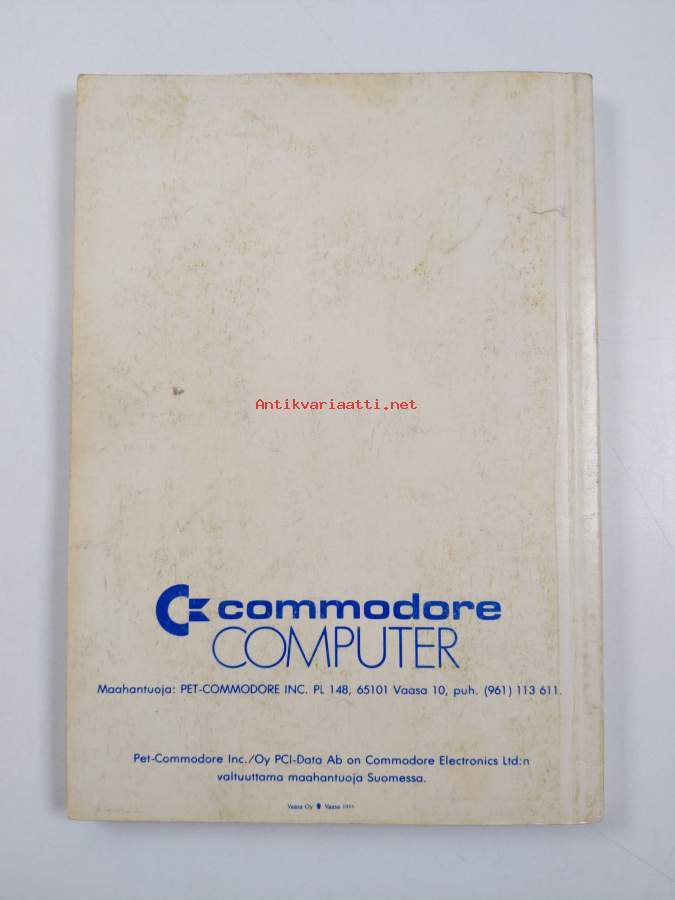 Antikvariaatti.net
commodore
COMPUTER
Maahantuoja: PET-COMMODORE INC. PL 148, 65101 Vaasa 10, puh. (961) 113 611.
Pet-Commodore Inc./Oy PCI-Data Ab on Commodore Electronics Ltd:n
valtuuttama maahantuoja Suomessa.
Vaasa Oy Vaasa